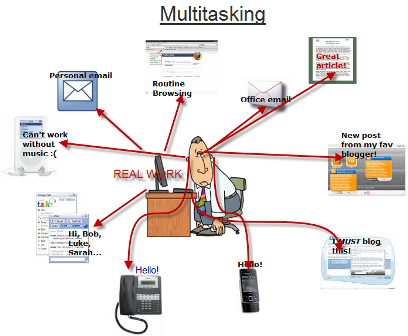 Multitasking
Personal email
Routine
Browsing
Office email
Great
article!
Can't work
without
music :(
REAL WORK
New post
from my fav
blogger!
talk!
Hi, Bob,
Luke,
Sarah...
Hello!
Hello!
I MUST blog
this!